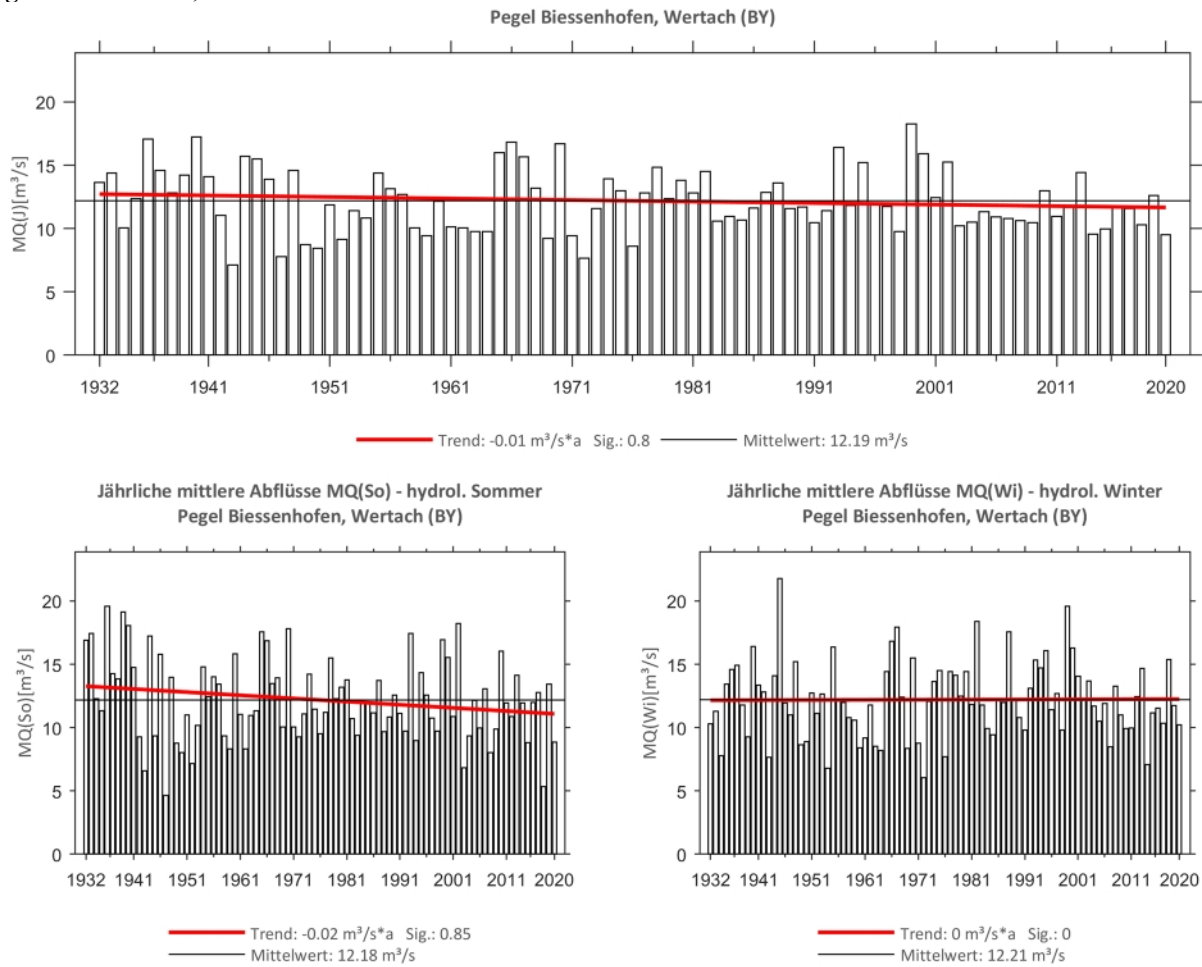 Pegel Biessenhofen, Wertach (BY)
MQ(J)[m³/s]
20
15
10
5
0
1932 1941 1951 1961 1971 1981 1991 2001 2011 2020
Trend: -0.01 m³/s*a Sig.: 0.8 Mittelwert: 12.19 m³/s
Jährliche mittlere Abflüsse MQ(So) - hydrol. Sommer
Pegel Biessenhofen, Wertach (BY)
MQ(So)[m³/s]
20
15
10
5
0
1932 1941 1951 1961 1971 1981 1991 2001 2011 2020
Trend: -0.02 m³/s*a Sig.: 0.85
Mittelwert: 12.18 m³/s
Jährliche mittlere Abflüsse MQ(Wi) - hydrol. Winter
Pegel Biessenhofen, Wertach (BY)
MQ(Wi)[m³/s]
20
15
10
5
0
1932 1941 1951 1961 1971 1981 1991 2001 2011 2020
Trend: 0 m³/s*a Sig.: 0
Mittelwert: 12.21 m³/s